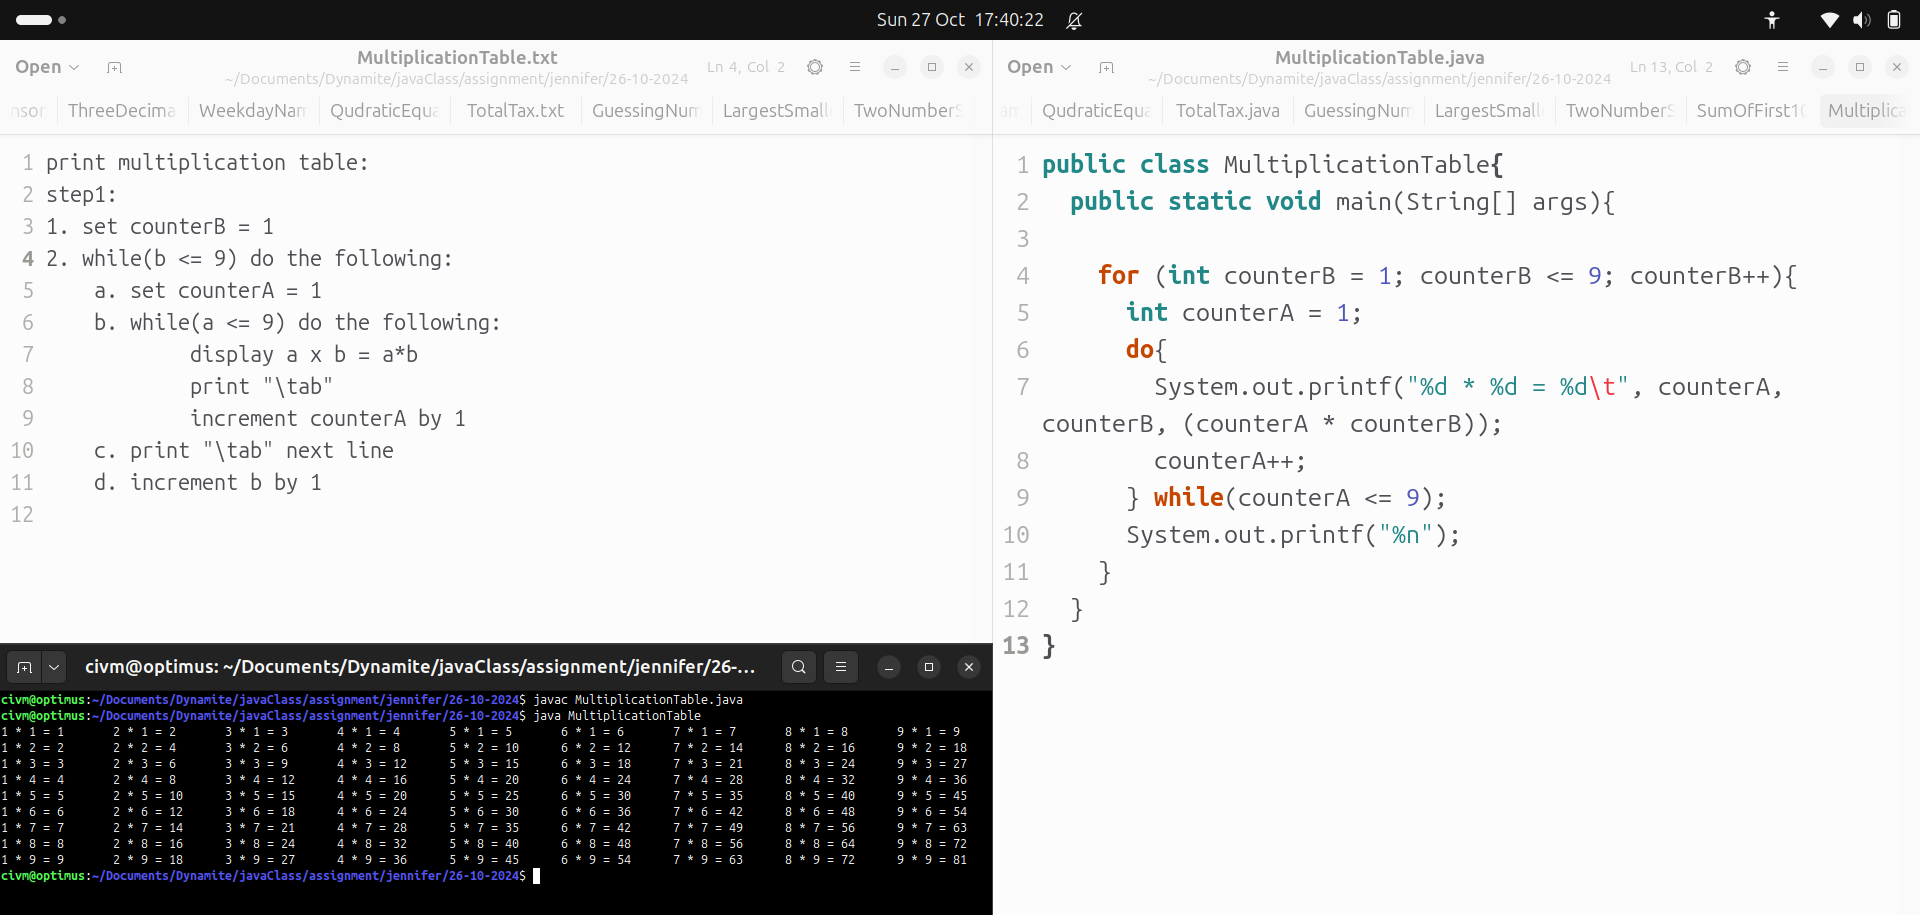 Sun 27 Oct 17:40:22
Open
MultiplicationTable.txt
~/Documents/Dynamite/javaClass/assignment/jennifer/26-10-2024
Ln 4, Col 2
nsor ThreeDecima WeekdayNam QudraticEqua TotalTax.txt GuessingNum LargestSmalle TwoNumberS
1 print multiplication table:
2 step1:
3 1. set counterB = 1
4 2. while(b <= 9) do the following:
5 a. set counterA = 1
6 b. while(a <= 9) do the following:
7 display a x b = a*b
8 print "\tab"
9 increment counterA by 1
10 c. print "\tab" next line
11 d. increment b by 1
12
Open
MultiplicationTable.java
~/Documents/Dynamite/javaClass/assignment/jennifer/26-10-2024
Ln 13, Col 2
am QudraticEqua TotalTax.java GuessingNum LargestSmalle TwoNumberS SumOfFirst10 Multiplica
1 public class MultiplicationTable{
2 public static void main(String[] args){
3
4 for (int counterB = 1; counterB <= 9; counterB++){
5 int counterA = 1;
6 do{
7 System.out.printf("%d * %d = %d\t", counterA,
counterB, (counterA * counterB));
8 counterA++;
9 } while(counterA <= 9);
10 System.out.printf("%n");
11 }
12 }
13 }
civm@optimus: ~/Documents/Dynamite/javaClass/assignment/jennifer/26-...
civm@optimus:~/Documents/Dynamite/javaClass/assignment/jennifer/26-10-2024$ javac MultiplicationTable.java
civm@optimus:~/Documents/Dynamite/javaClass/assignment/jennifer/26-10-2024$ java MultiplicationTable
1 * 1 = 1 2 * 1 = 2 3 * 1 = 3 4 * 1 = 4 5 * 1 = 5 6 * 1 = 6 7 * 1 = 7 8 * 1 = 8 9 * 1 = 9
1 * 2 = 2 2 * 2 = 4 3 * 2 = 6 4 * 2 = 8 5 * 2 = 10 6 * 2 = 12 7 * 2 = 14 8 * 2 = 16 9 * 2 = 18
1 * 3 = 3 2 * 3 = 6 3 * 3 = 9 4 * 3 = 12 5 * 3 = 15 6 * 3 = 18 7 * 3 = 21 8 * 3 = 24 9 * 3 = 27
1 * 4 = 4 2 * 4 = 8 3 * 4 = 12 4 * 4 = 16 5 * 4 = 20 6 * 4 = 24 7 * 4 = 28 8 * 4 = 32 9 * 4 = 36
1 * 5 = 5 2 * 5 = 10 3 * 5 = 15 4 * 5 = 20 5 * 5 = 25 6 * 5 = 30 7 * 5 = 35 8 * 5 = 40 9 * 5 = 45
1 * 6 = 6 2 * 6 = 12 3 * 6 = 18 4 * 6 = 24 5 * 6 = 30 6 * 6 = 36 7 * 6 = 42 8 * 6 = 48 9 * 6 = 54
1 * 7 = 7 2 * 7 = 14 3 * 7 = 21 4 * 7 = 28 5 * 7 = 35 6 * 7 = 42 7 * 7 = 49 8 * 7 = 56 9 * 7 = 63
1 * 8 = 8 2 * 8 = 16 3 * 8 = 24 4 * 8 = 32 5 * 8 = 40 6 * 8 = 48 7 * 8 = 56 8 * 8 = 64 9 * 8 = 72
1 * 9 = 9 2 * 9 = 18 3 * 9 = 27 4 * 9 = 36 5 * 9 = 45 6 * 9 = 54 7 * 9 = 63 8 * 9 = 72 9 * 9 = 81
civm@optimus:~/Documents/Dynamite/javaClass/assignment/jennifer/26-10-2024$